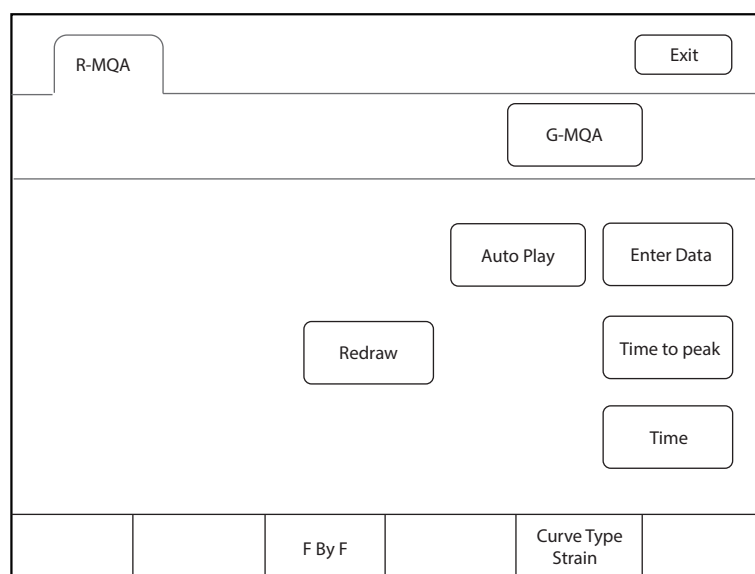 R-MQA
Exit
G-MQA
Auto Play
Enter Data
Redraw
Time to peak
Time
F By F
Curve Type
Strain